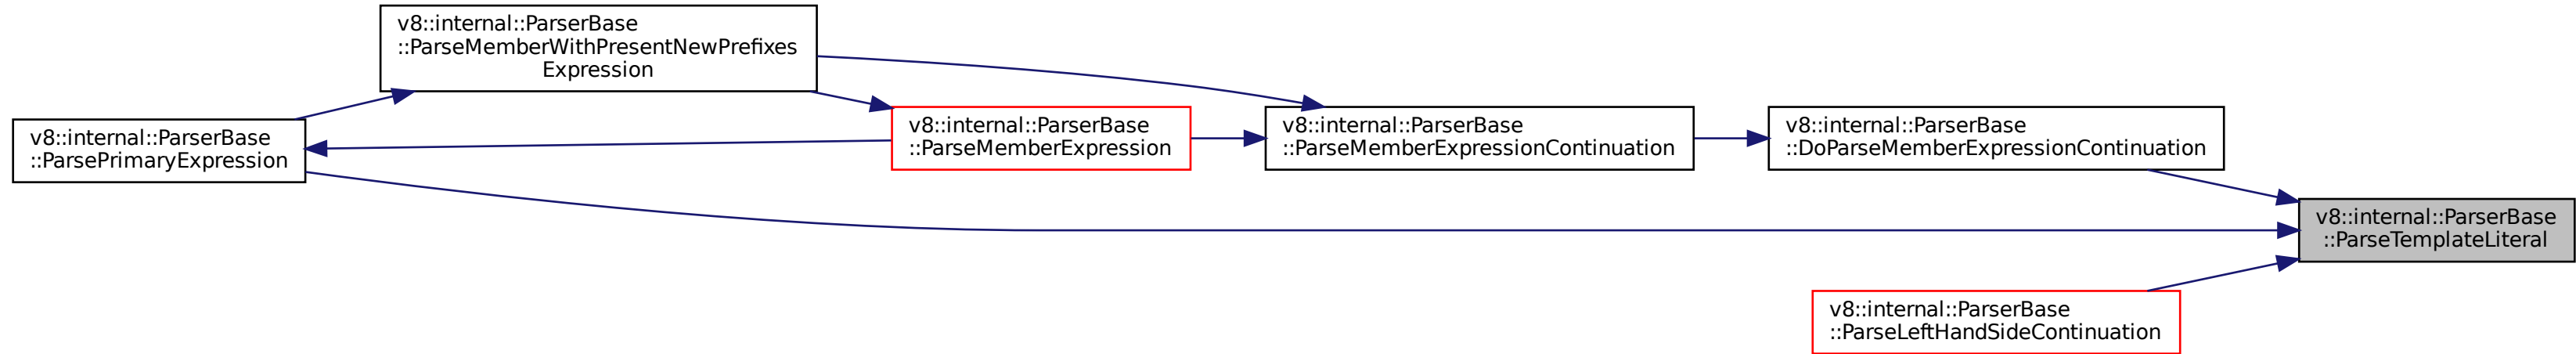 v8::internal::ParserBase
::ParseMemberWithPresentNewPrefixes
Expression
v8::internal::ParserBase
::ParsePrimaryExpression
v8::internal::ParserBase
::ParseMemberExpression
v8::internal::ParserBase
::ParseMemberExpressionContinuation
v8::internal::ParserBase
::DoParseMemberExpressionContinuation
v8::internal::ParserBase
::ParseTemplateLiteral
v8::internal::ParserBase
::ParseLeftHandSideContinuation